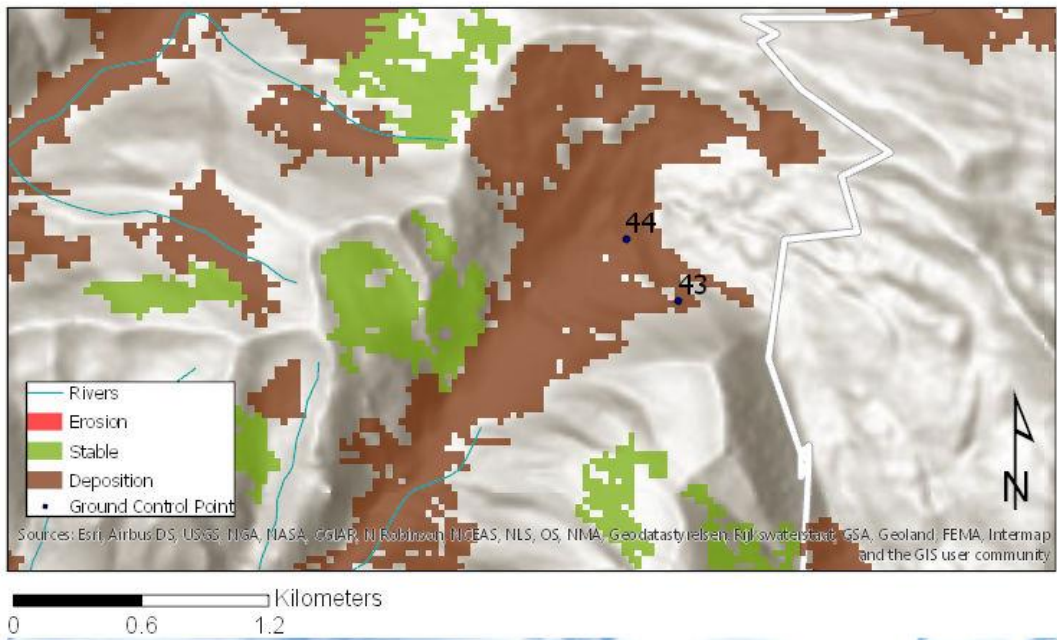 44
43
Rivers
Erosion
Stable
Deposition
Ground Control Point
N
Sources: Esri, Airbus DS, USGS, NGA, NASA, CGIAR, N Robinson, NCEAS, NLS, OS, NMA, Geodatastyrelsen, Rijkswaterstaat, GSA, Geoland, FEMA, Intermap
and the GIS user community
Kilometers
0 0.6 1.2